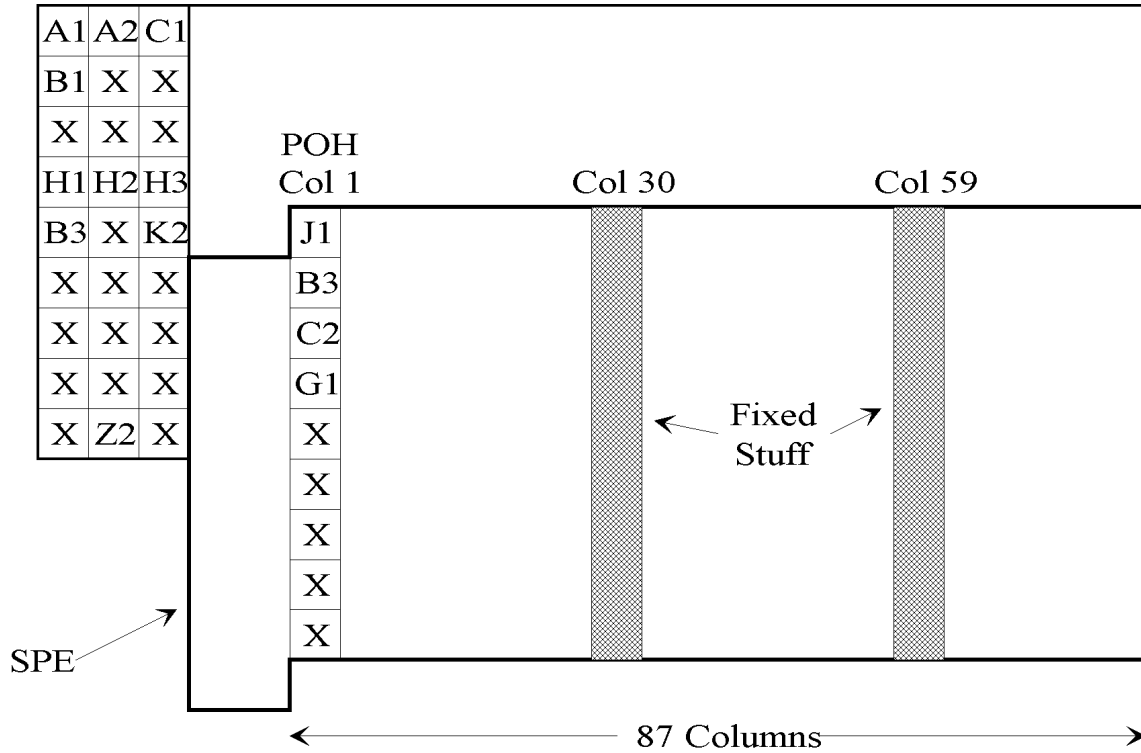 A1 A2 C1
B1 X X
X X X
H1 H2 H3
B3 X K2
X X X
X X X
X X X
X Z2 X
POH
Col 1
Col 30
Col 59
J1
B3
C2
G1
X
X
X
X
X
Fixed
Stuff
SPE
87 Columns